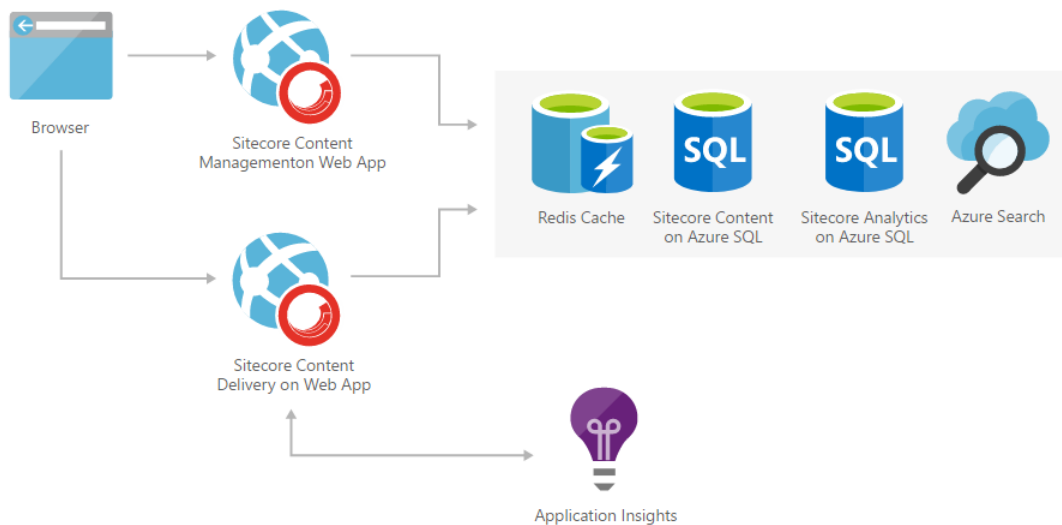 Browser
Sitecore Content
Managementon Web App
SQL
SQL
Redis Cache
Sitecore Content
on Azure SQL
Sitecore Analytics
on Azure SQL
Azure Search
Sitecore Content
Delivery on Web App
Application Insights